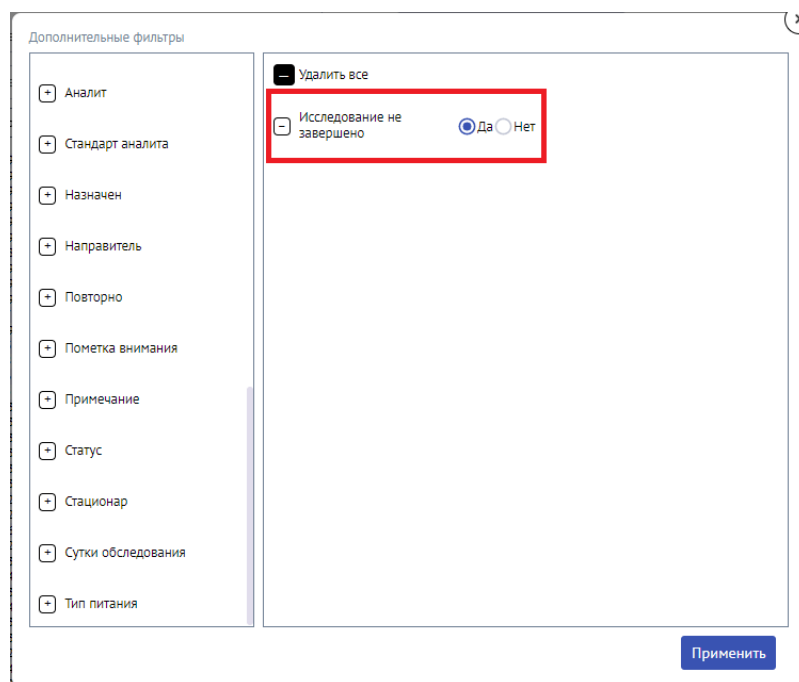 Дополнительные фильтры
Аналит
Стандарт аналита
Назначен
Направитель
Повторно
Пометка внимания
Примечание
Статус
Стационар
Сутки обследования
Тип питания
Удалить все
Исследование не
завершено
Да Нет
Применить